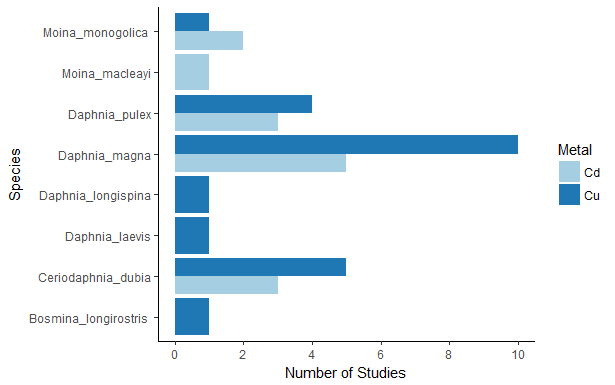 Moina_monogolica
Moina_macleayi
Daphnia_pulex
Daphnia_magna
Daphnia_longispina
Daphnia_laevis
Ceriodaphnia_dubia
Bosmina_longirostris
Species
0 2 4 6 8 10
Number of Studies
Metal
Cd
Cu